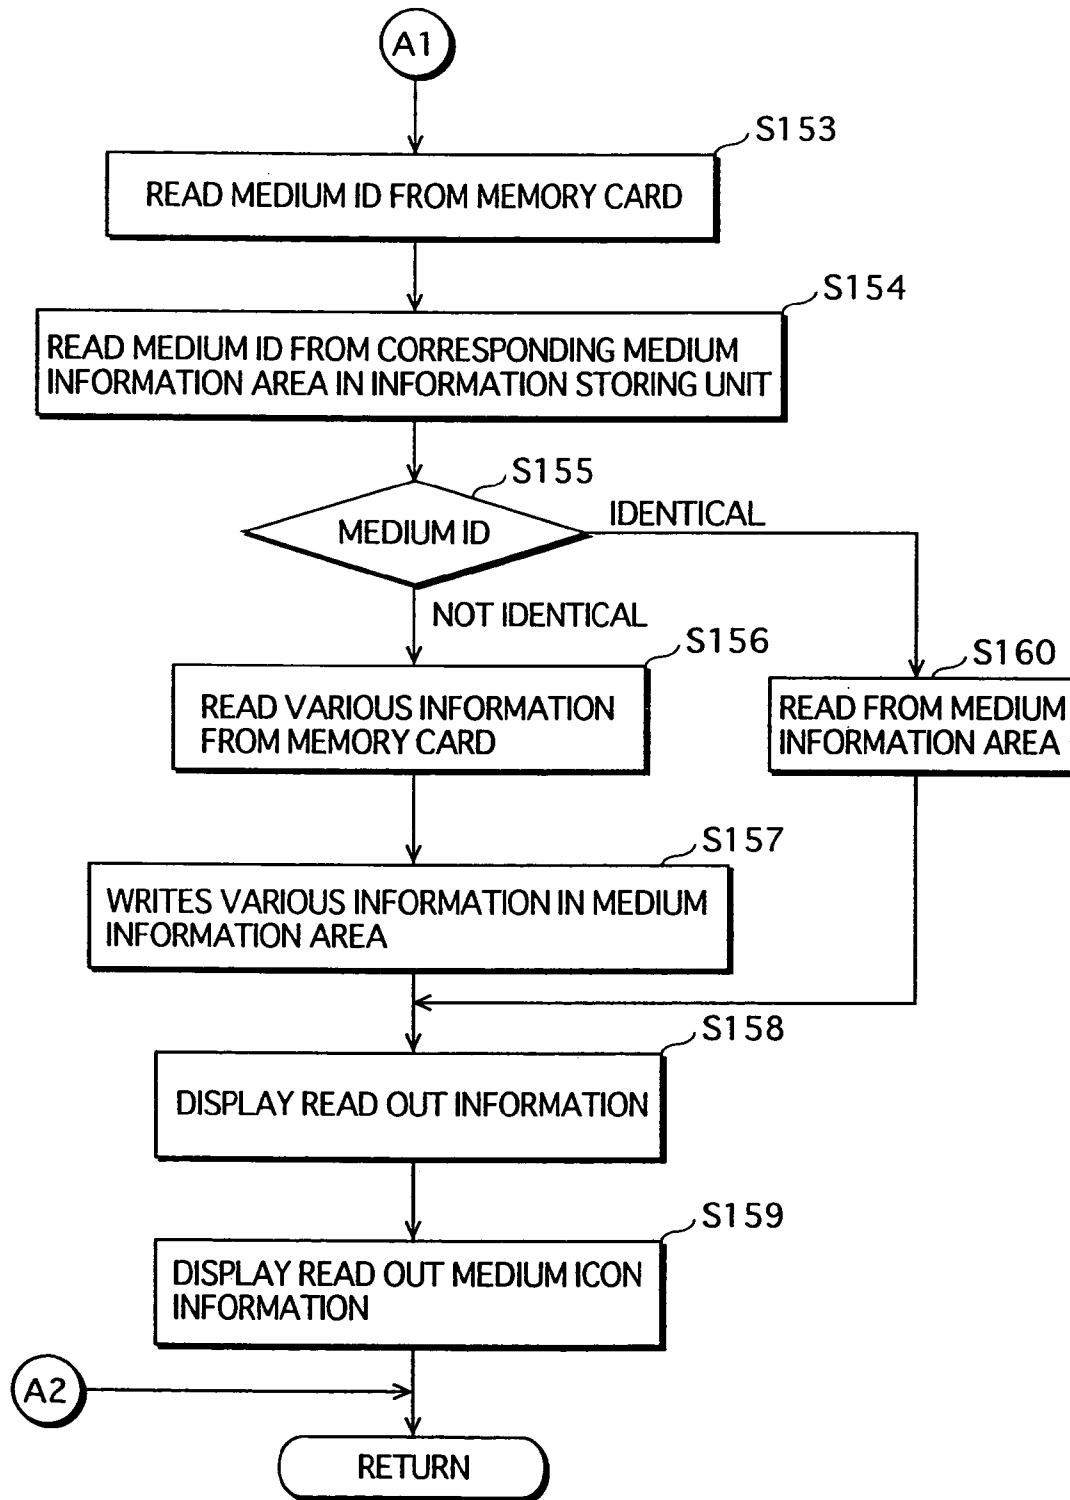 A1
S153
READ MEDIUM ID FROM MEMORY CARD
S154
READ MEDIUM ID FROM CORRESPONDING MEDIUM
INFORMATION AREA IN INFORMATION STORING UNIT
S155
MEDIUM ID
IDENTICAL
NOT IDENTICAL
S156
READ VARIOUS INFORMATION
FROM MEMORY CARD
S160
READ FROM MEDIUM
INFORMATION AREA
S157
WRITES VARIOUS INFORMATION IN MEDIUM
INFORMATION AREA
S158
DISPLAY READ OUT INFORMATION
S159
DISPLAY READ OUT MEDIUM ICON
INFORMATION
A2
RETURN